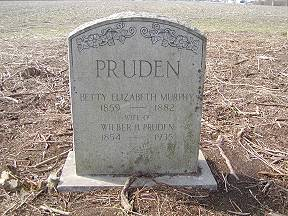 PRUDEN
BETTY ELIZABETH MURPHY
1859 — 1882
WIFE OF
WILBER H. PRUDEN
1854 — 1935